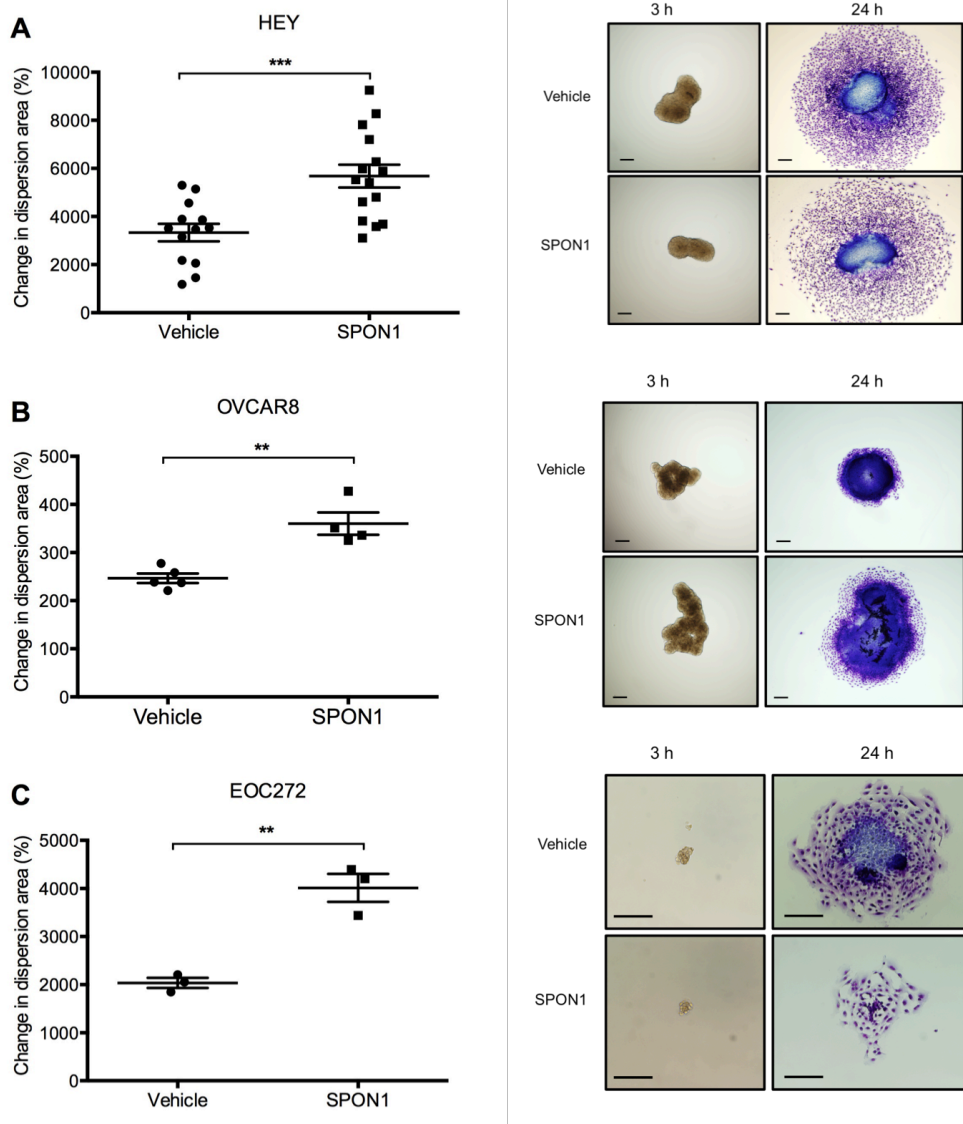 A
HEY
Change in dispersion area (%)
10000
8000
6000
4000
2000
0
***
Vehicle
SPON1
3 h
24 h
Vehicle
SPON1
B
OVCAR8
Change in dispersion area (%)
500
400
300
200
100
0
**
Vehicle
SPON1
3 h
24 h
Vehicle
SPON1
C
EOC272
Change in dispersion area (%)
5000
4000
3000
2000
1000
0
**
Vehicle
SPON1
3 h
24 h
Vehicle
SPON1